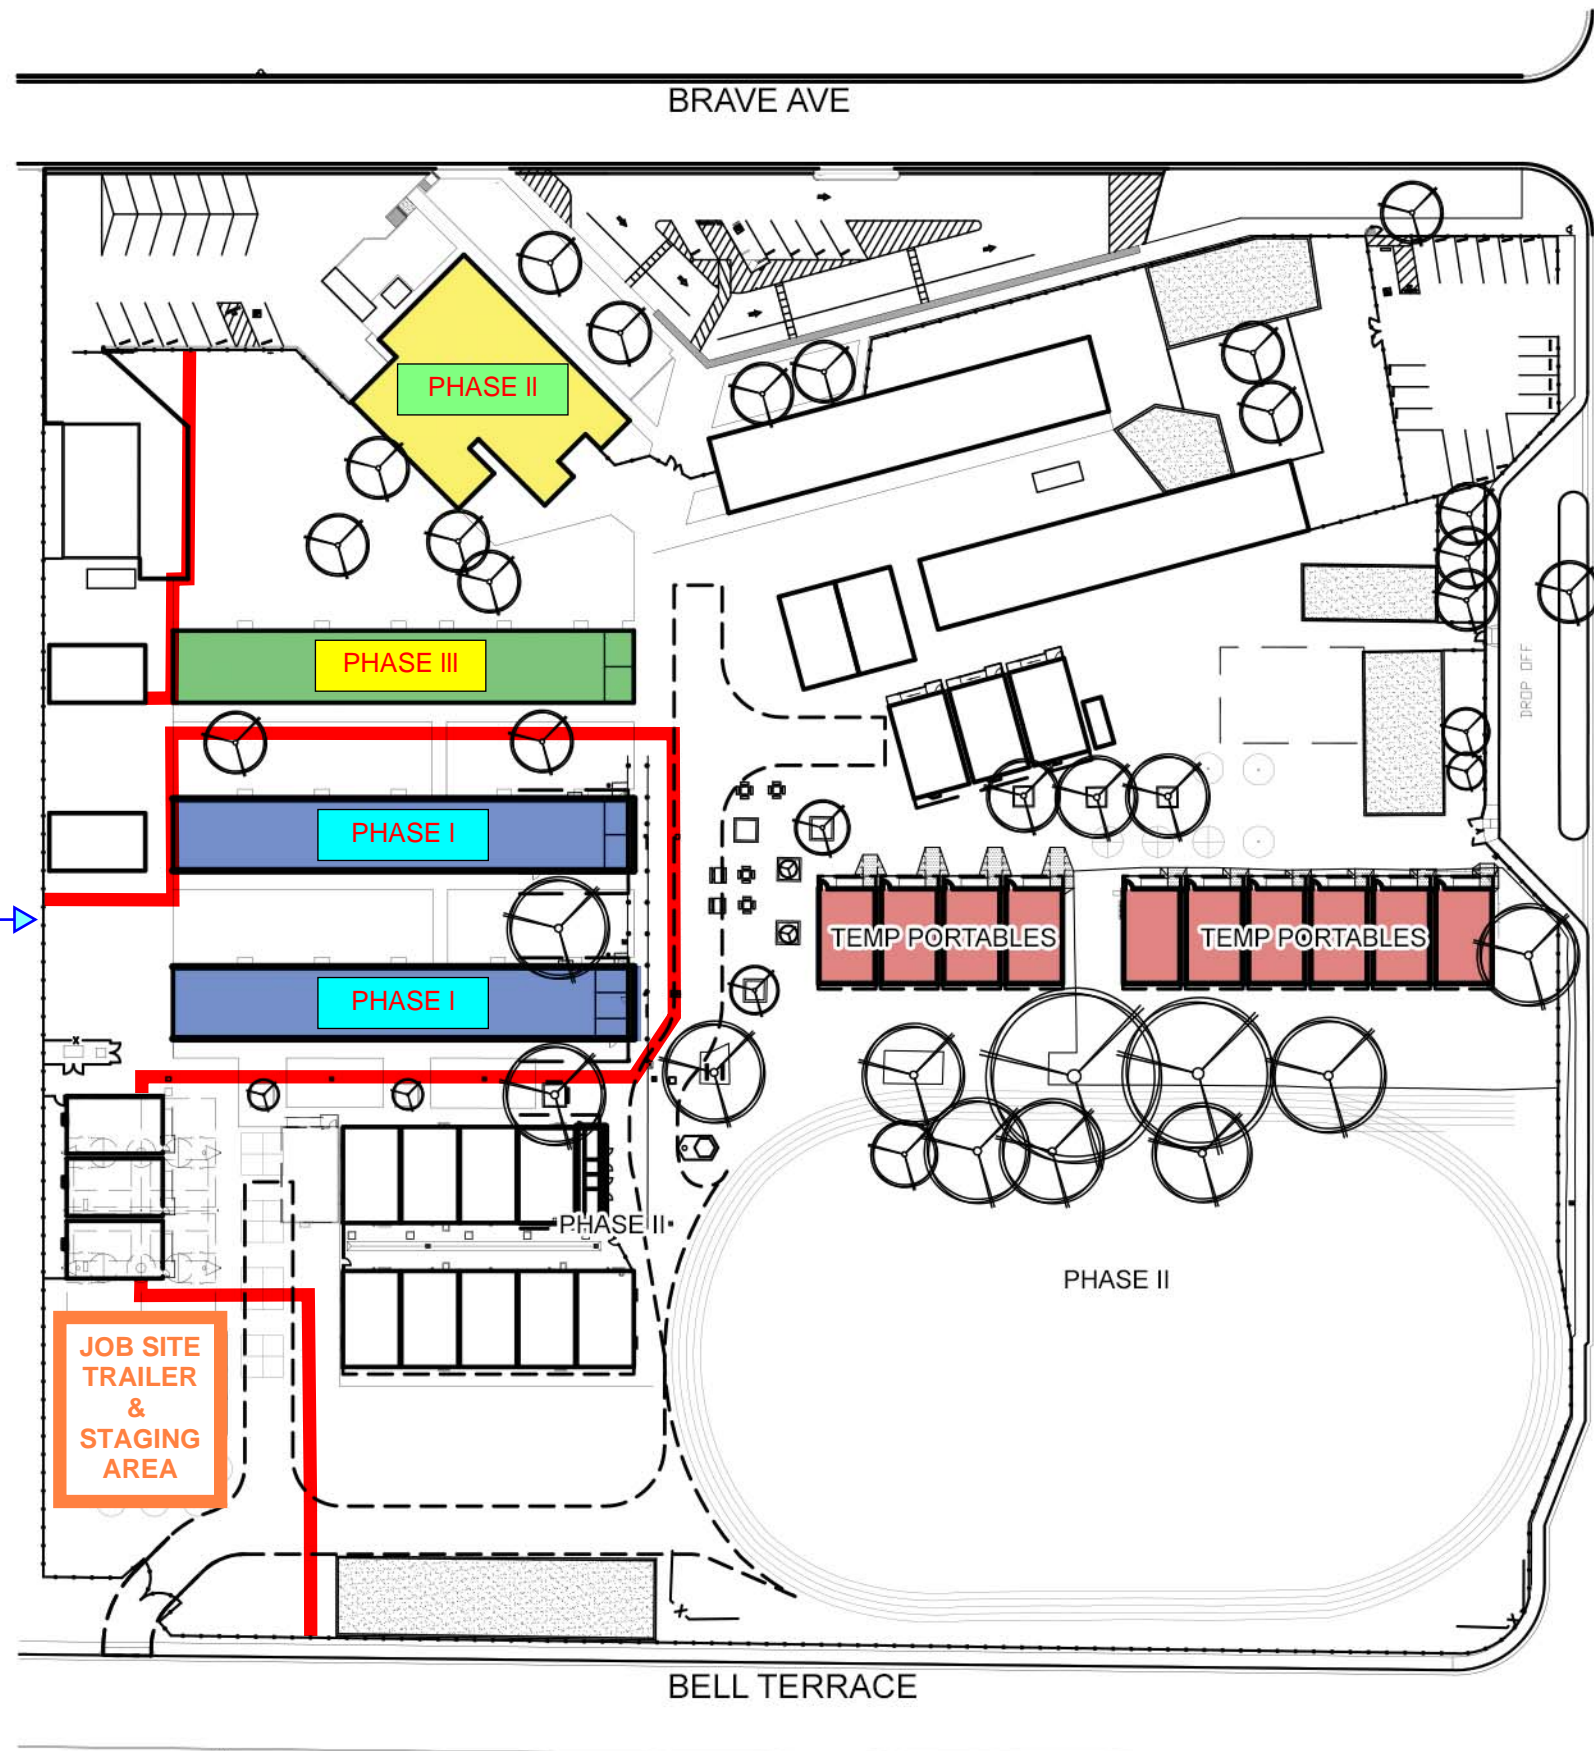 BRAVE AVE
PHASE II
PHASE III
DROP OFF
PHASE I
TEMP PORTABLES
TEMP PORTABLES
PHASE I
PHASE II
PHASE II
JOB SITE
TRAILER
&
STAGING
AREA
BELL TERRACE